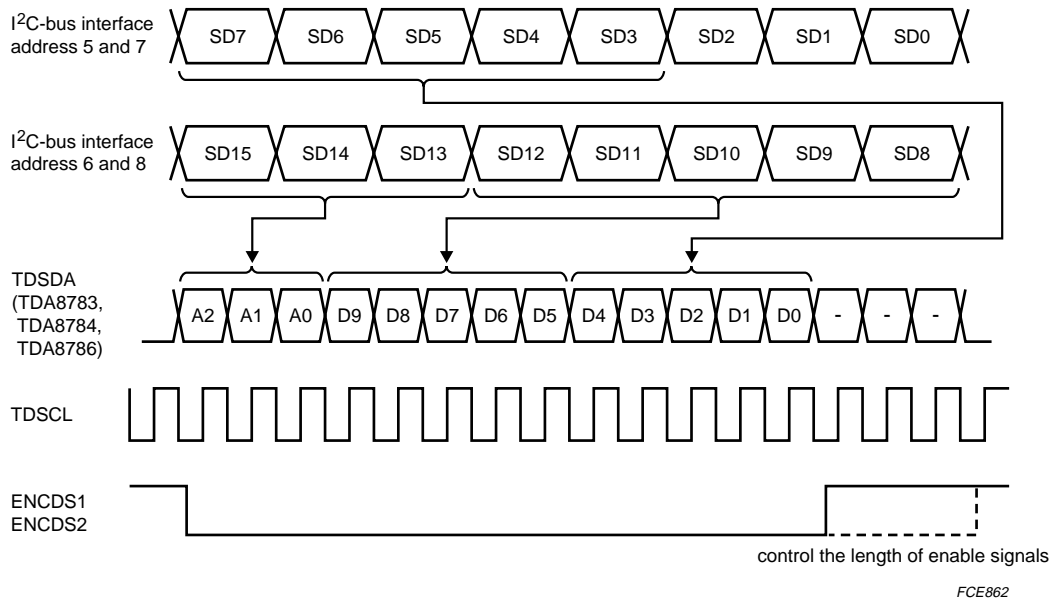 I2C-bus interface
address 5 and 7
SD7 SD6 SD5 SD4 SD3 SD2 SD1 SD0
I2C-bus interface
address 6 and 8
SD15 SD14 SD13 SD12 SD11 SD10 SD9 SD8
TDSDA
(TDA8783,
TDA8784,
TDA8786)
A2 A1 A0 D9 D8 D7 D6 D5 D4 D3 D2 D1 D0 - - -
TDSCL
ENCDS1
ENCDS2
control the length of enable signals
FCE862